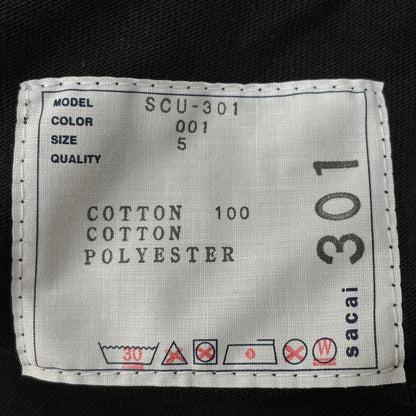 MODEL SCU-301
COLOR 001
SIZE 5
QUALITY
COTTON 100
COTTON
POLYESTER
30
W
sacai 301